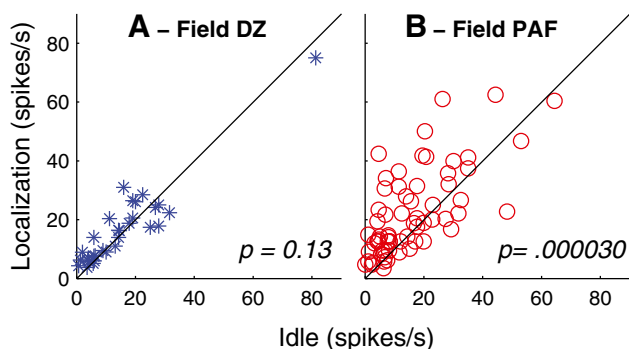 A – Field DZ
B – Field PAF
Localization (spikes/s)
80
60
40
20
0
p = 0.13
p= .000030
0 20 40 60 80
0 20 40 60 80
Idle (spikes/s)